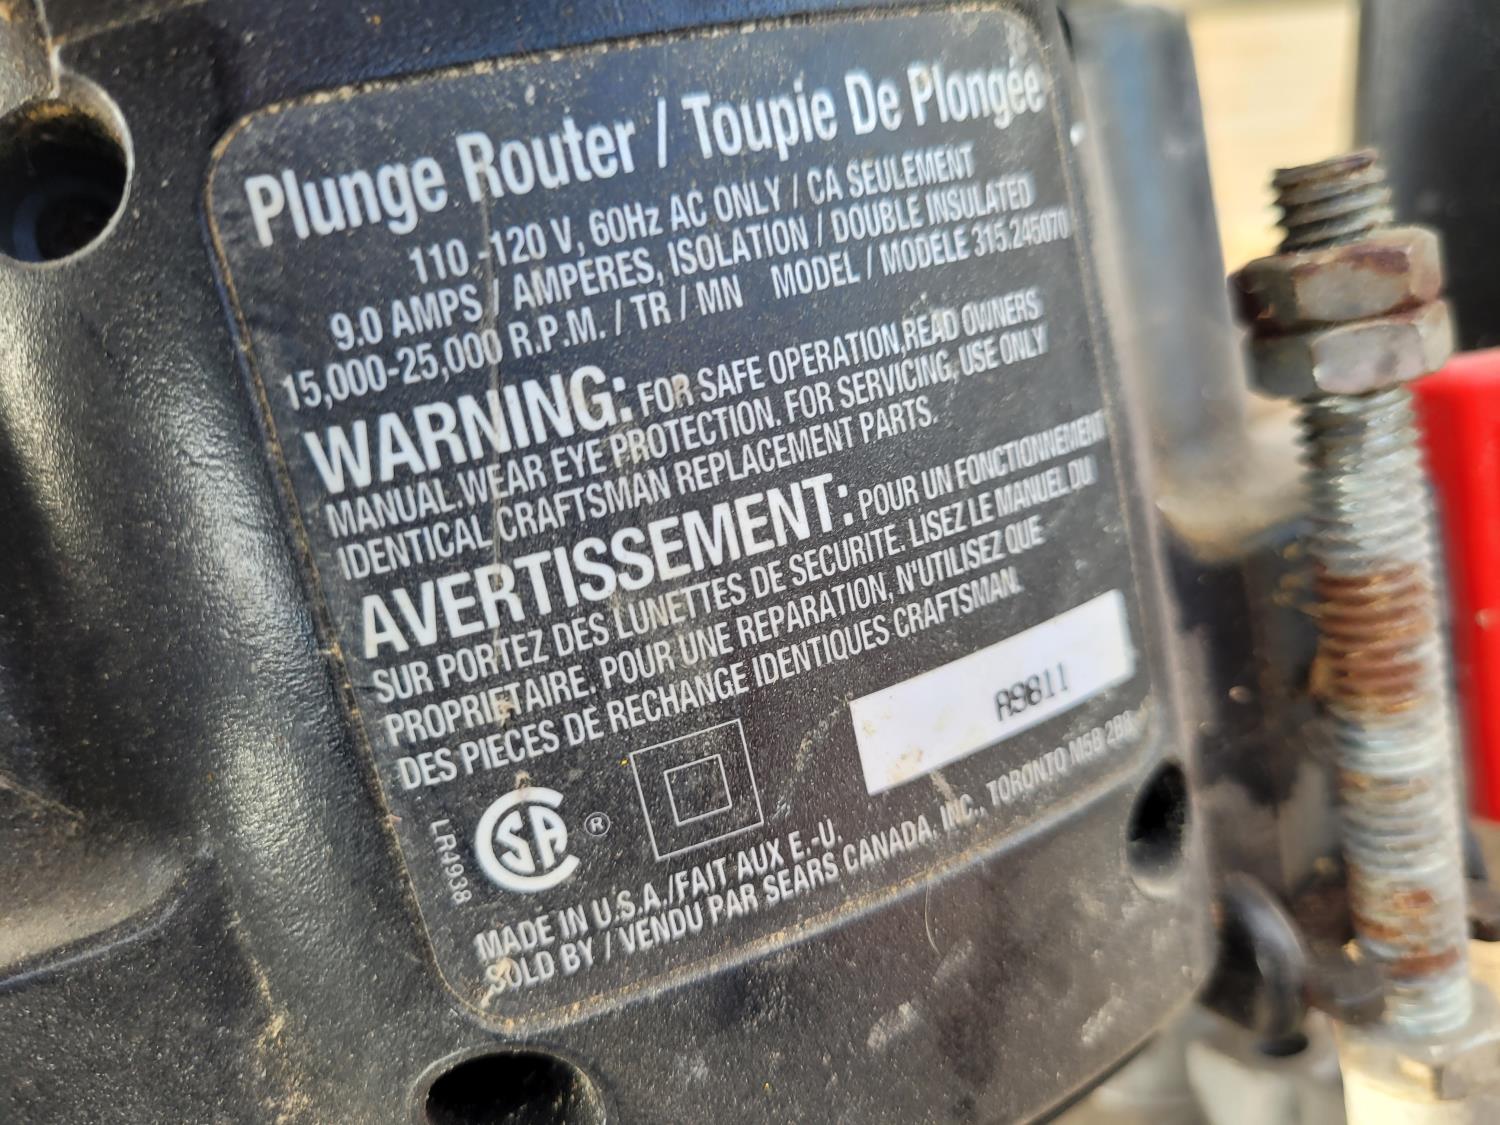 Plunge Router / Toupie De Plongée
110 -120 V, 60Hz AC ONLY / CA SEULEMENT
9.0 AMPS / AMPERES, ISOLATION / DOUBLE INSULATED
15,000-25,000 R.P.M. / TR / MN MODEL / MODELE 315.245070
WARNING: FOR SAFE OPERATION,READ OWNERS
MANUAL.WEAR EYE PROTECTION. FOR SERVICING, USE ONLY
IDENTICAL CRAFTSMAN REPLACEMENT PARTS.
AVERTISSEMENT: POUR UN FONCTIONNEMENT
SUR PORTEZ DES LUNETTES DE SECURITE. LISEZ LE MANUEL DU
PROPRIETAIRE. POUR UNE REPARATION, N'UTILISEZ QUE
DES PIECES DE RECHANGE IDENTIQUES CRAFTSMAN.
A9811
LR4938
CSA ®
MADE IN U.S.A./FAIT AUX E.-U.
SOLD BY / VENDU PAR SEARS CANADA, INC., TORONTO M5B